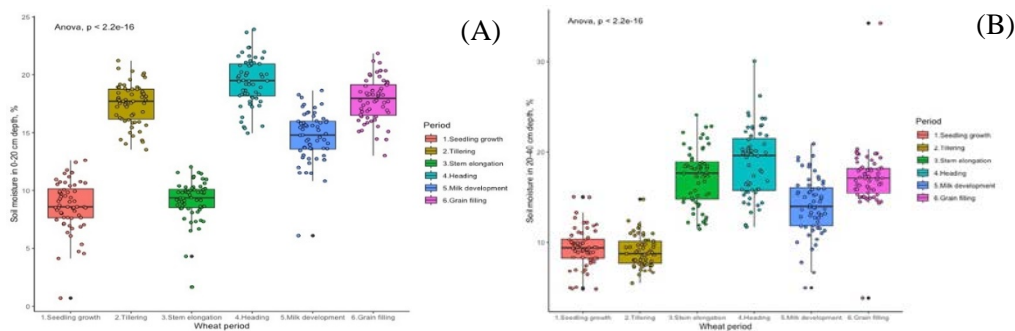 (A)
Anova, p < 2.2e-16
Soil moisture in 0-20 cm depth, %
25
20
15
10
5
0
1.Seedling growth 2.Tillering 3.Stem elongation 4.Heading 5.Milk development 6.Grain filling
Wheat period
Period
1.Seedling growth
2.Tillering
3.Stem elongation
4.Heading
5.Milk development
6.Grain filling
(B)
Anova, p < 2.2e-16
Soil moisture in 20-40 cm depth, %
30
20
10
1.Seedling growth 2.Tillering 3.Stem elongation 4.Heading 5.Milk development 6.Grain filling
Wheat period
Period
1.Seedling growth
2.Tillering
3.Stem elongation
4.Heading
5.Milk development
6.Grain filling